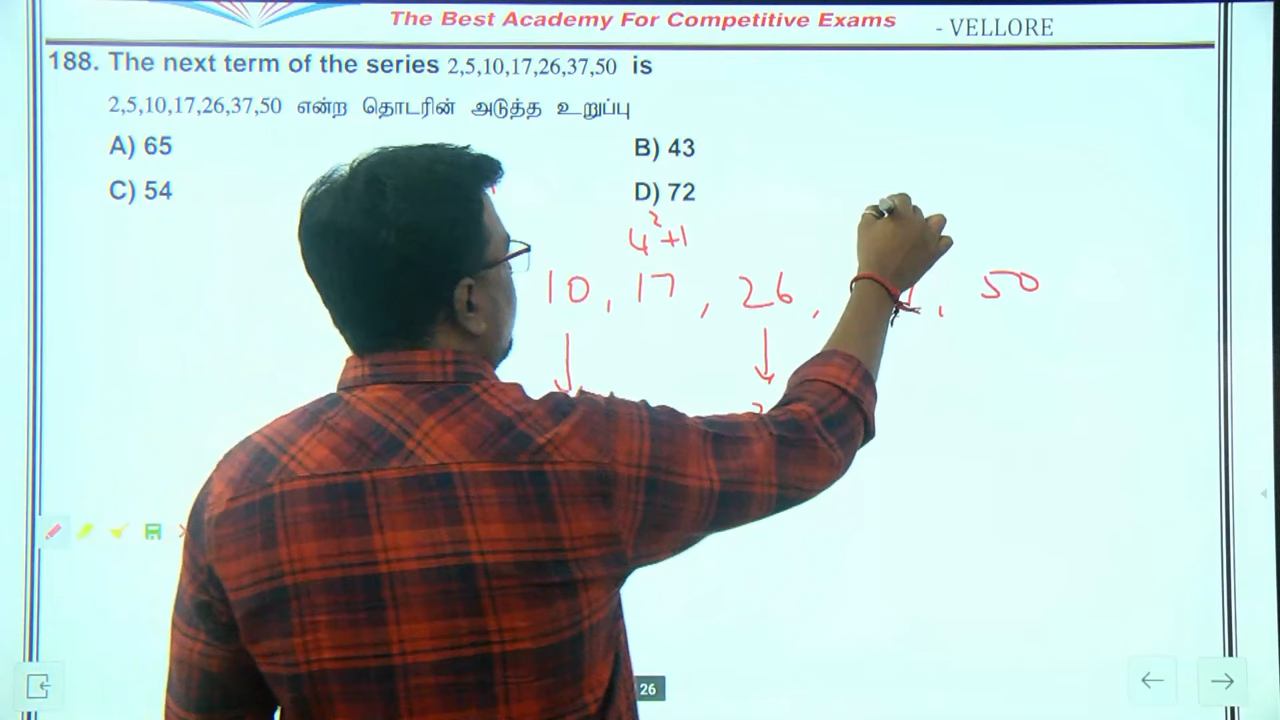 The Best Academy For Competitive Exams
- VELLORE
188. The next term of the series 2,5,10,17,26,37,50 is
2,5,10,17,26,37,50 என்ற தொடரின் அடுத்த உறுப்பு
A) 65
B) 43
C) 54
D) 72
4²+1
10, 17, 26, , 50
26